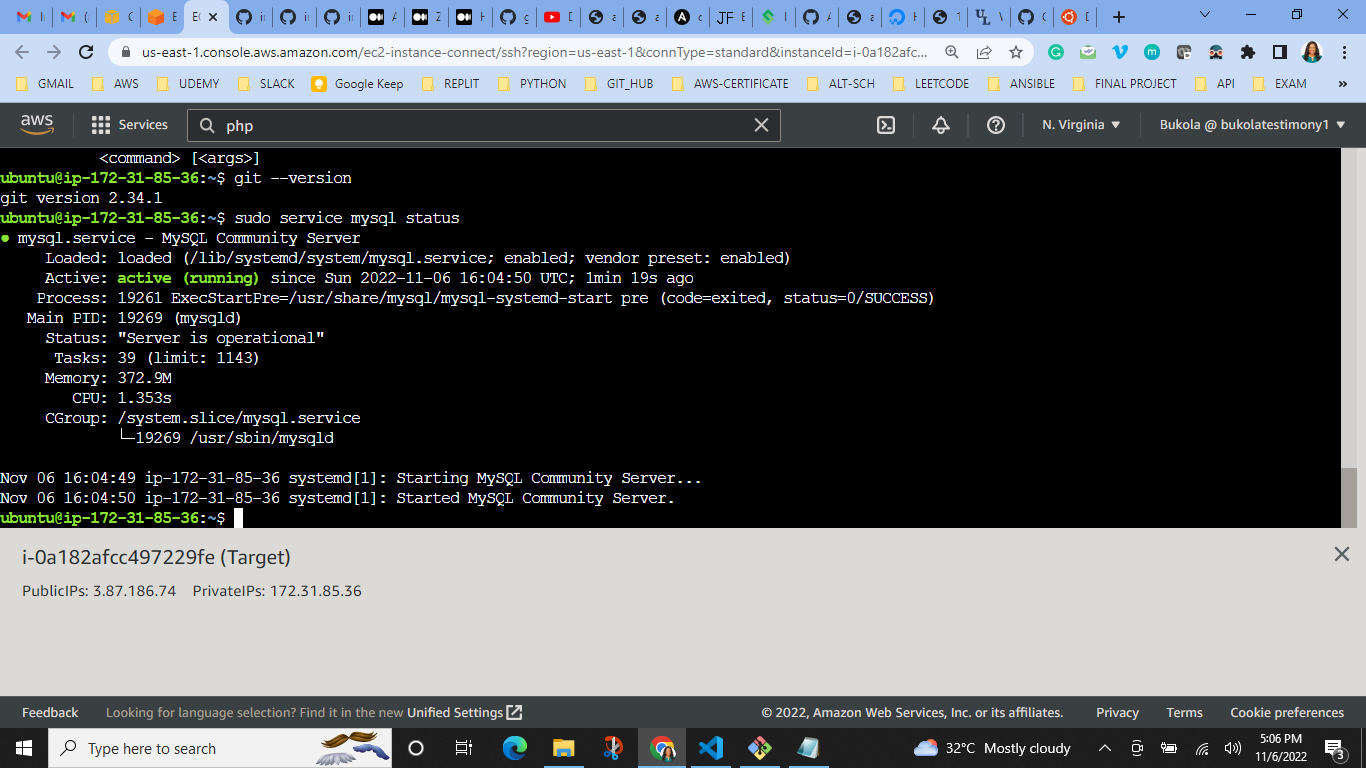 us-east-1.console.aws.amazon.com/ec2-instance-connect/ssh?region=us-east-1&connType=standard&instanceId=i-0a182afc...
GMAIL AWS UDEMY SLACK Google Keep REPLIT PYTHON GIT_HUB AWS-CERTIFICATE ALT-SCH LEETCODE ANSIBLE FINAL PROJECT API EXAM »
aws Services php N. Virginia Bukola @ bukolatestimony1
<command> [<args>]
ubuntu@ip-172-31-85-36:~$ git --version
git version 2.34.1
ubuntu@ip-172-31-85-36:~$ sudo service mysql status
● mysql.service - MySQL Community Server
Loaded: loaded (/lib/systemd/system/mysql.service; enabled; vendor preset: enabled)
Active: active (running) since Sun 2022-11-06 16:04:50 UTC; 1min 19s ago
Process: 19261 ExecStartPre=/usr/share/mysql/mysql-systemd-start pre (code=exited, status=0/SUCCESS)
Main PID: 19269 (mysqld)
Status: "Server is operational"
Tasks: 39 (limit: 1143)
Memory: 372.9M
CPU: 1.353s
CGroup: /system.slice/mysql.service
└─19269 /usr/sbin/mysqld
Nov 06 16:04:49 ip-172-31-85-36 systemd[1]: Starting MySQL Community Server...
Nov 06 16:04:50 ip-172-31-85-36 systemd[1]: Started MySQL Community Server.
ubuntu@ip-172-31-85-36:~$
i-0a182afcc497229fe (Target)
PublicIPs: 3.87.186.74 PrivateIPs: 172.31.85.36
Feedback Looking for language selection? Find it in the new Unified Settings © 2022, Amazon Web Services, Inc. or its affiliates. Privacy Terms Cookie preferences
Type here to search 32°C Mostly cloudy 5:06 PM
11/6/2022 3